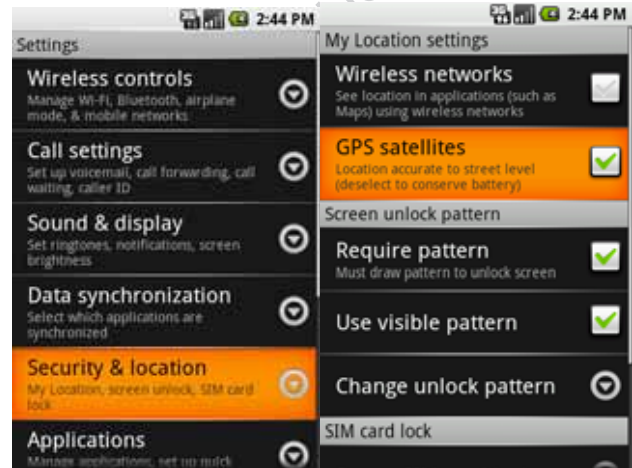 2:44 PM
Settings
Wireless controls
Manage Wi-Fi, Bluetooth, airplane
mode, & mobile networks
Call settings
Set up voicemail, call forwarding, call
waiting, caller ID
Sound & display
Set ringtones, notifications, screen
brightness
Data synchronization
Select which applications are
synchronized
Security & location
My Location, screen unlock, SIM card
lock
Applications
Manage applications, set up quick
2:44 PM
My Location settings
Wireless networks
See location in applications (such as
Maps) using wireless networks
GPS satellites
Location accurate to street level
(deselect to conserve battery)
Screen unlock pattern
Require pattern
Must draw pattern to unlock screen
Use visible pattern
Change unlock pattern
SIM card lock